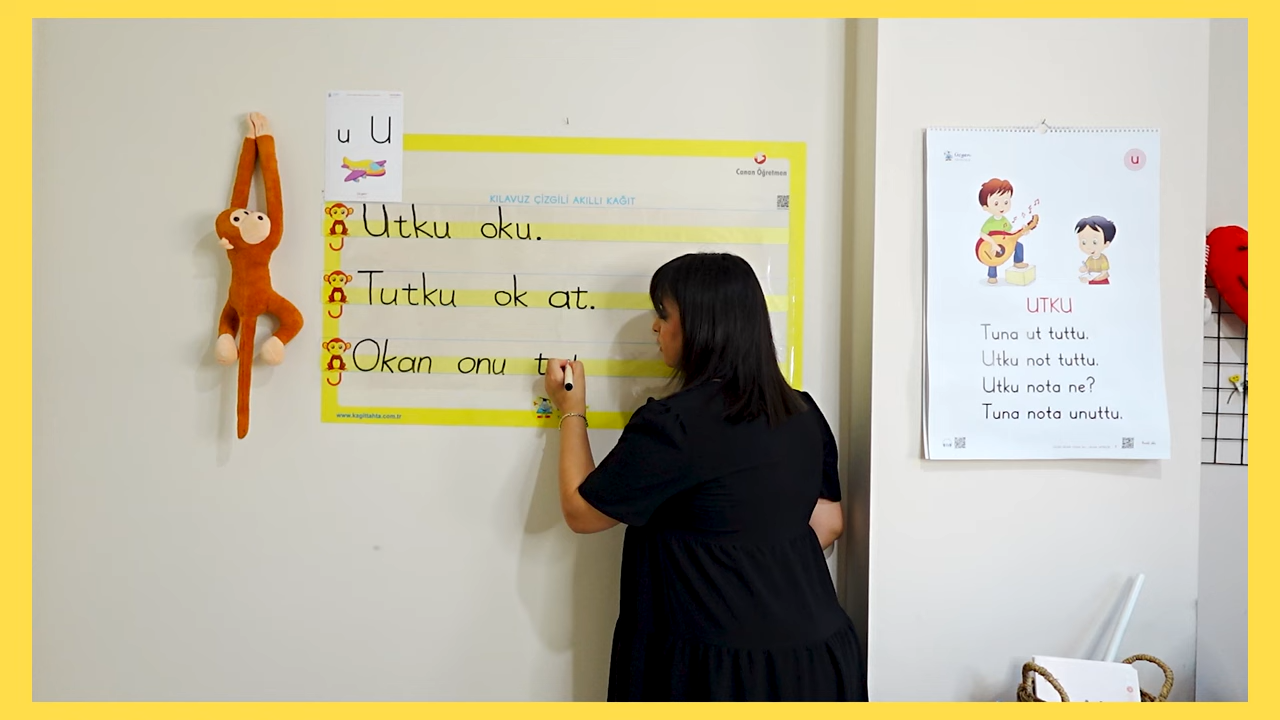 u U
Canan Öğretmen
KILAVUZ ÇİZGİLİ AKILLI KAĞIT
Utku oku.
Tutku ok at.
Okan onu
www.kagittahta.com.tr
u
UTKU
Tuna ut tuttu.
Utku not tuttu.
Utku nota ne?
Tuna nota unuttu.